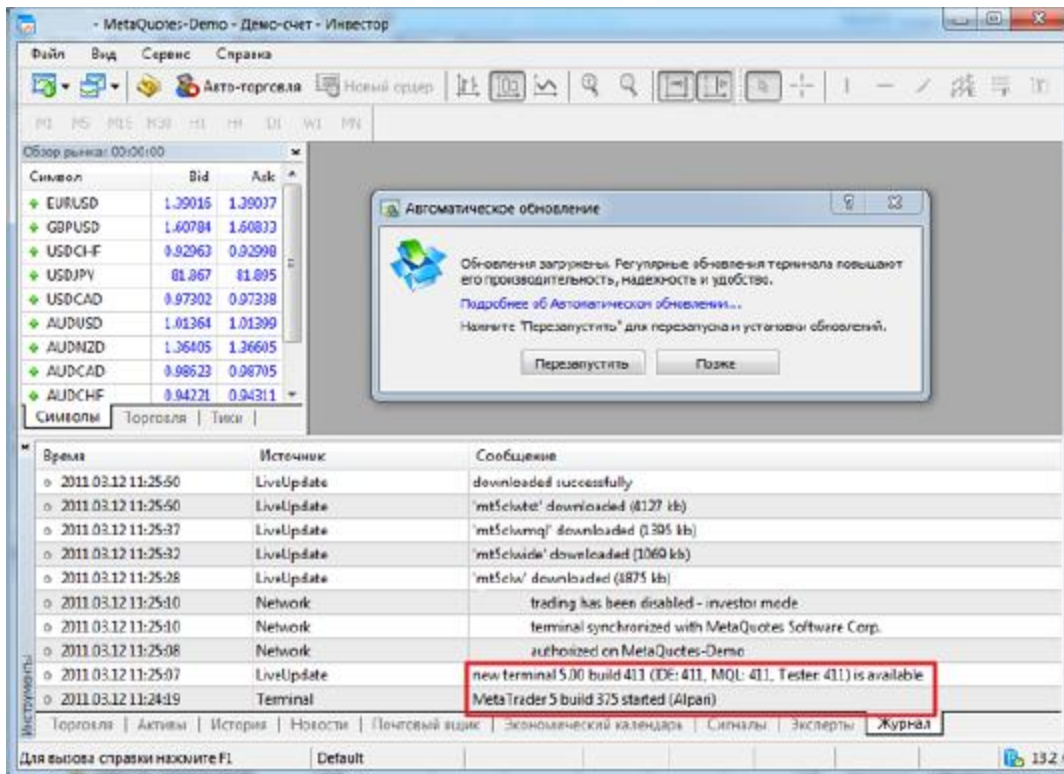 - MetaQuotes-Demo - Демо-счет - Инвестор
Файл Вид Сервис Справка
Авто-торговля Новый ордер
M1 M5 M15 M30 H1 H4 D1 W1 MN
Обзор рынка: 00:00:00
Символ Bid Ask
EURUSD 1.39016 1.39037
GBPUSD 1.60784 1.60833
USDCHF 0.92963 0.92998
USDJPY 81.867 81.895
USDCAD 0.97302 0.97338
AUDUSD 1.01364 1.01399
AUDNZD 1.36405 1.36605
AUDCAD 0.98623 0.98705
AUDCHF 0.94221 0.94311
Символы Торговля Тики
Автоматическое обновление
Обновления загружены. Регулярные обновления терминала повышают
его производительность, надежность и удобство.
Подробнее об Автоматическом обновлении...
Нажмите "Перезапустить" для перезапуска и установки обновлений.
Перезапустить Позже
Время Источник Сообщение
2011.03.12 11:25:50 LiveUpdate downloaded successfully
2011.03.12 11:25:50 LiveUpdate 'mt5clwtst' downloaded (4127 kb)
2011.03.12 11:25:37 LiveUpdate 'mt5clwmql' downloaded (1395 kb)
2011.03.12 11:25:32 LiveUpdate 'mt5clwide' downloaded (1069 kb)
2011.03.12 11:25:28 LiveUpdate 'mt5clw' downloaded (4875 kb)
2011.03.12 11:25:10 Network trading has been disabled - investor mode
2011.03.12 11:25:10 Network terminal synchronized with MetaQuotes Software Corp.
2011.03.12 11:25:08 Network authorized on MetaQuotes-Demo
2011.03.12 11:25:07 LiveUpdate new terminal 5.00 build 411 (IDE: 411, MQL: 411, Tester: 411) is available
2011.03.12 11:24:19 Terminal MetaTrader 5 build 375 started (Alpari)
Инструменты
Торговля Активы История Новости Почтовый ящик Экономический календарь Сигналы Эксперты Журнал
Для вызова справки нажмите F1 Default